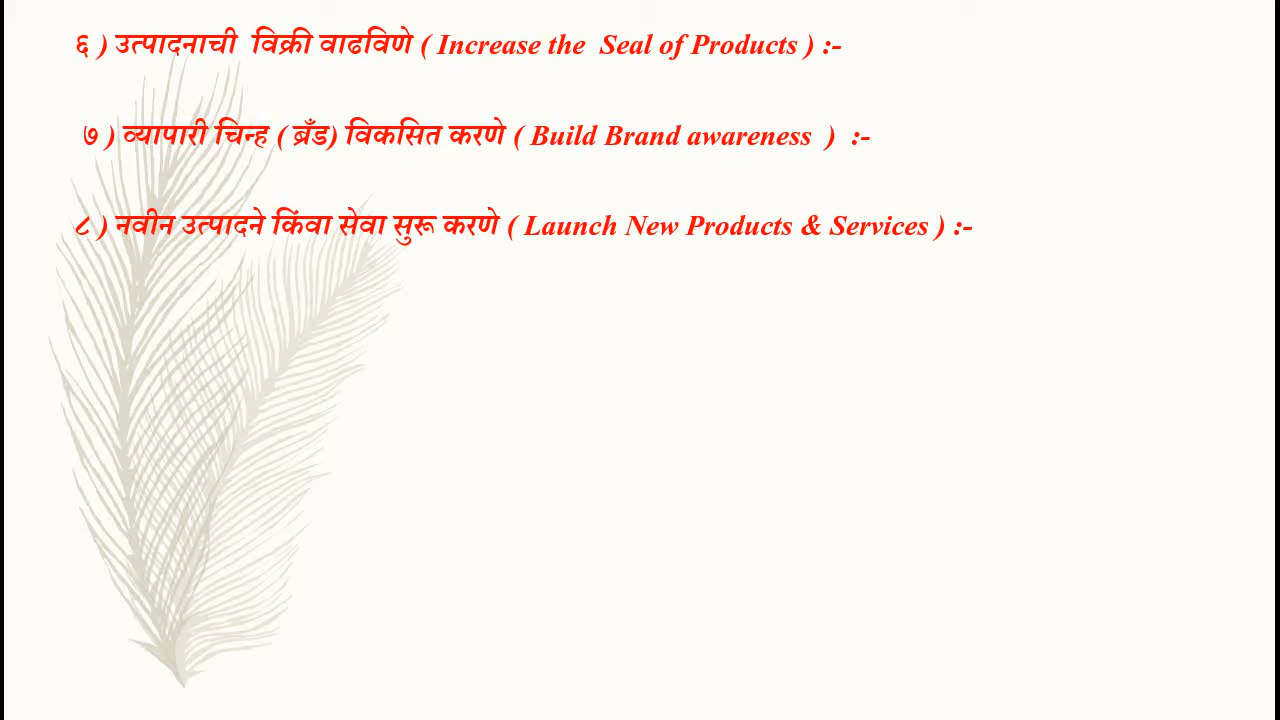 ६ ) उत्पादनाची विक्री वाढविणे ( Increase the Seal of Products ) :-
७ ) व्यापारी चिन्ह ( ब्रँड) विकसित करणे ( Build Brand awareness ) :-
८ ) नवीन उत्पादने किंवा सेवा सुरू करणे ( Launch New Products & Services ) :-